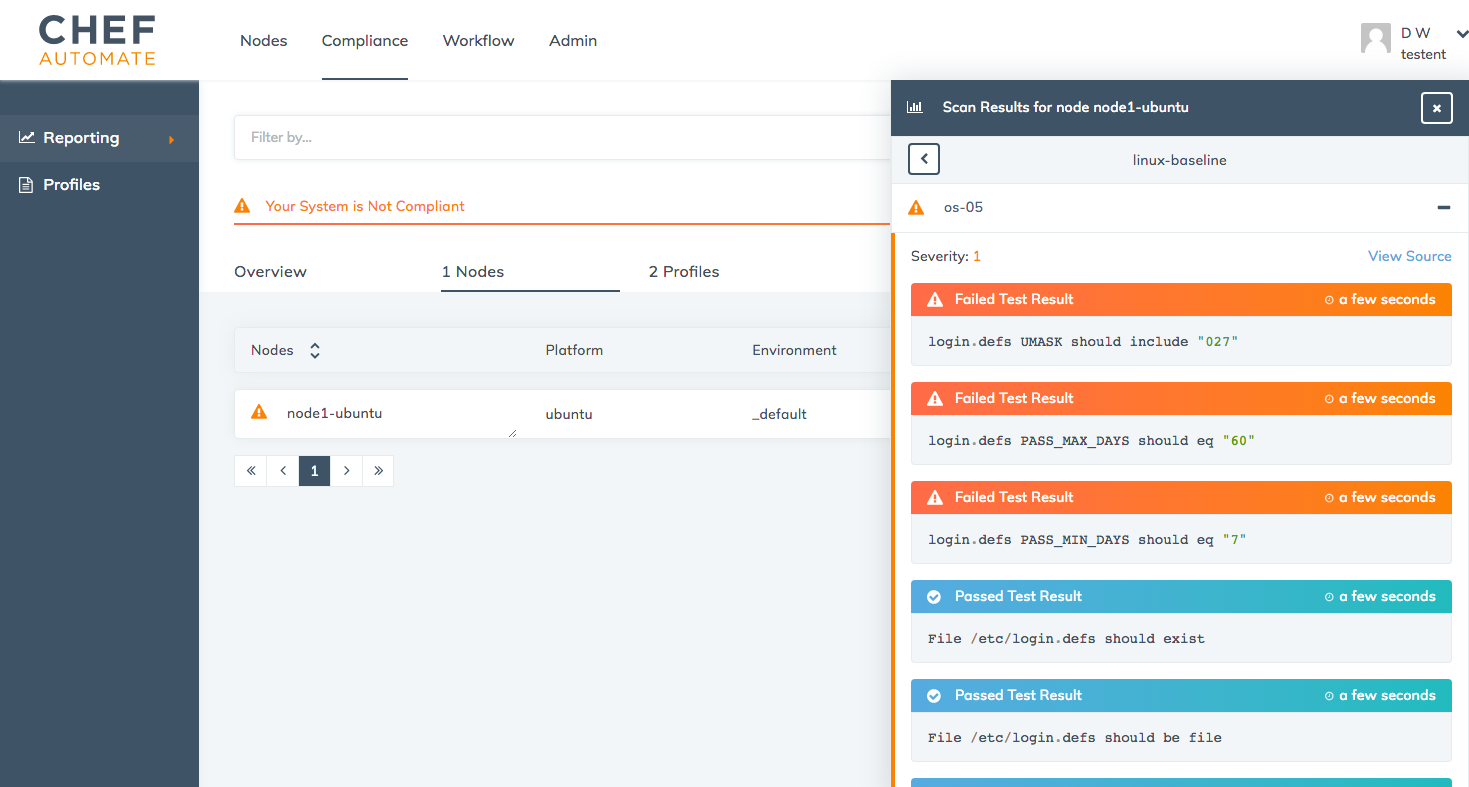 CHEF
AUTOMATE
Nodes
Compliance
Workflow
Admin
D W
testent
Reporting
Profiles
Filter by...
Your System is Not Compliant
Overview
1 Nodes
2 Profiles
Nodes
Platform
Environment
node1-ubuntu
ubuntu
_default
« ‹ 1 › »
Scan Results for node node1-ubuntu
linux-baseline
os-05
Severity: 1
View Source
Failed Test Result
a few seconds
login.defs UMASK should include "027"
Failed Test Result
a few seconds
login.defs PASS_MAX_DAYS should eq "60"
Failed Test Result
a few seconds
login.defs PASS_MIN_DAYS should eq "7"
Passed Test Result
a few seconds
File /etc/login.defs should exist
Passed Test Result
a few seconds
File /etc/login.defs should be file